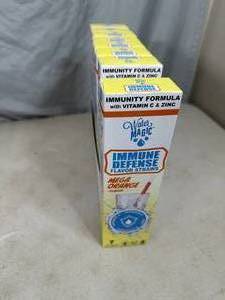 IMMUNITY FORMULA
with VITAMIN C & ZINC
IMMUNITY FORMULA
with VITAMIN C & ZINC
Water
MAGIC
IMMUNE
DEFENSE
FLAVOR STRAWS
MEGA
ORANGE